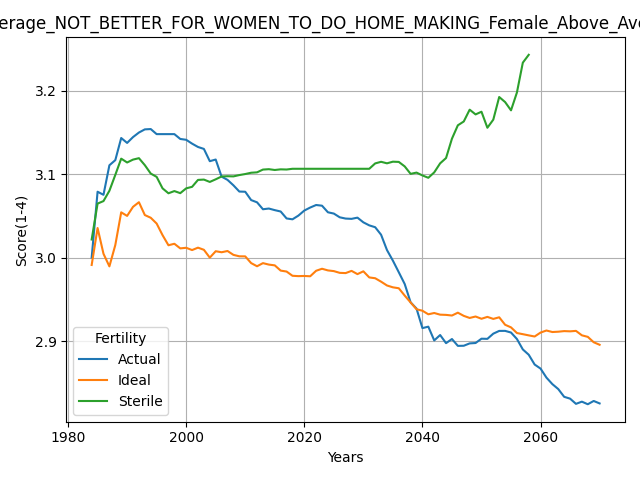 erage_NOT_BETTER_FOR_WOMEN_TO_DO_HOME_MAKING_Female_Above_Ave
3.2
3.1
3.0
2.9
Score(1-4)
Fertility
Actual
Ideal
Sterile
1980 2000 2020 2040 2060
Years